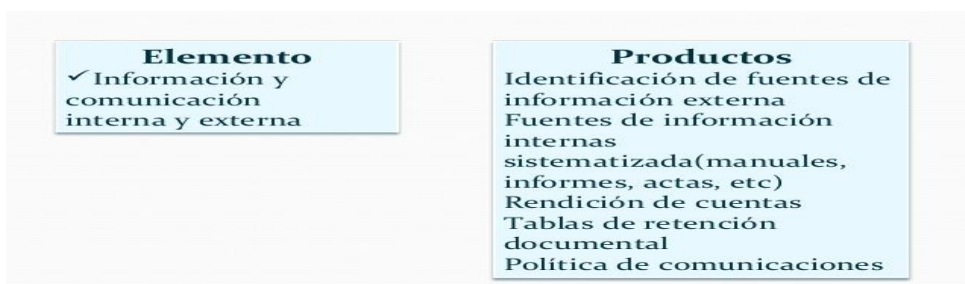 Elemento
✓Información y
comunicación
interna y externa
Productos
Identificación de fuentes de
información externa
Fuentes de información
internas
sistematizada(manuales,
informes, actas, etc)
Rendición de cuentas
Tablas de retención
documental
Política de comunicaciones